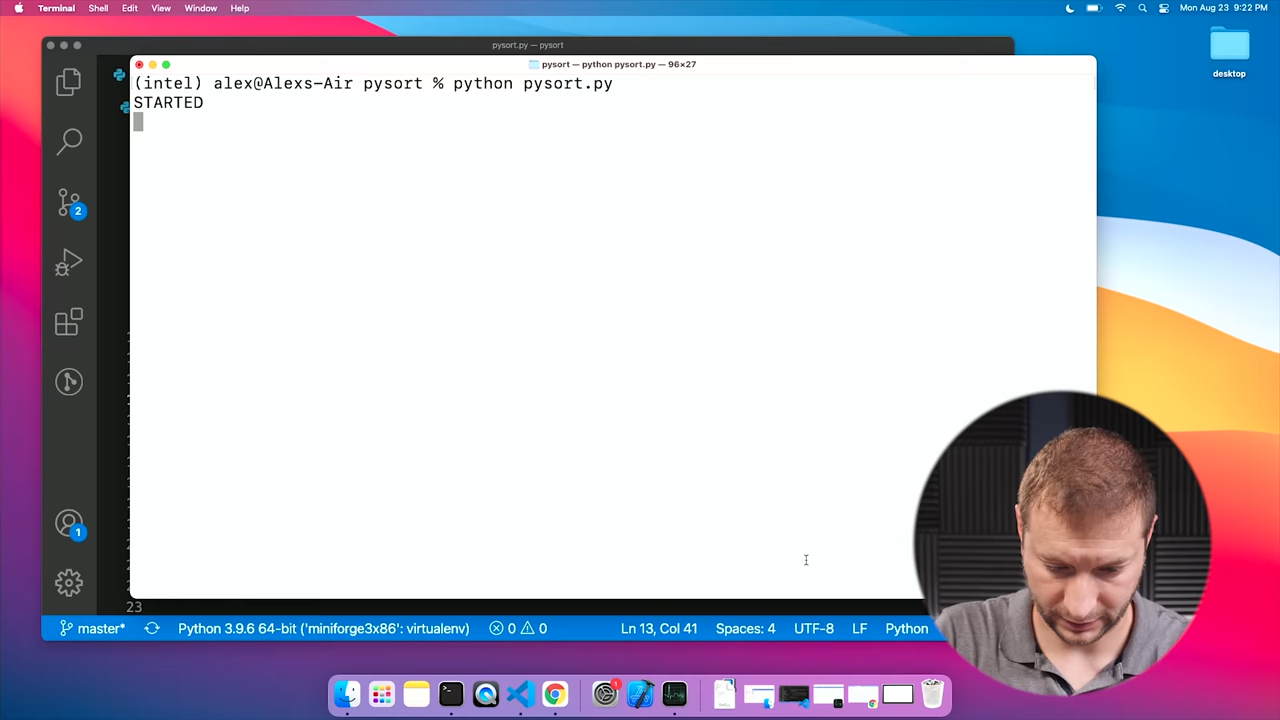 Terminal Shell Edit View Window Help
Mon Aug 23 9:22 PM
pysort.py — pysort
desktop
pysort — python pysort.py — 96×27
(intel) alex@Alexs-Air pysort % python pysort.py
STARTED
2
1
23
master* Python 3.9.6 64-bit ('miniforge3x86': virtualenv) 0 0 Ln 13, Col 41 Spaces: 4 UTF-8 LF Python
1